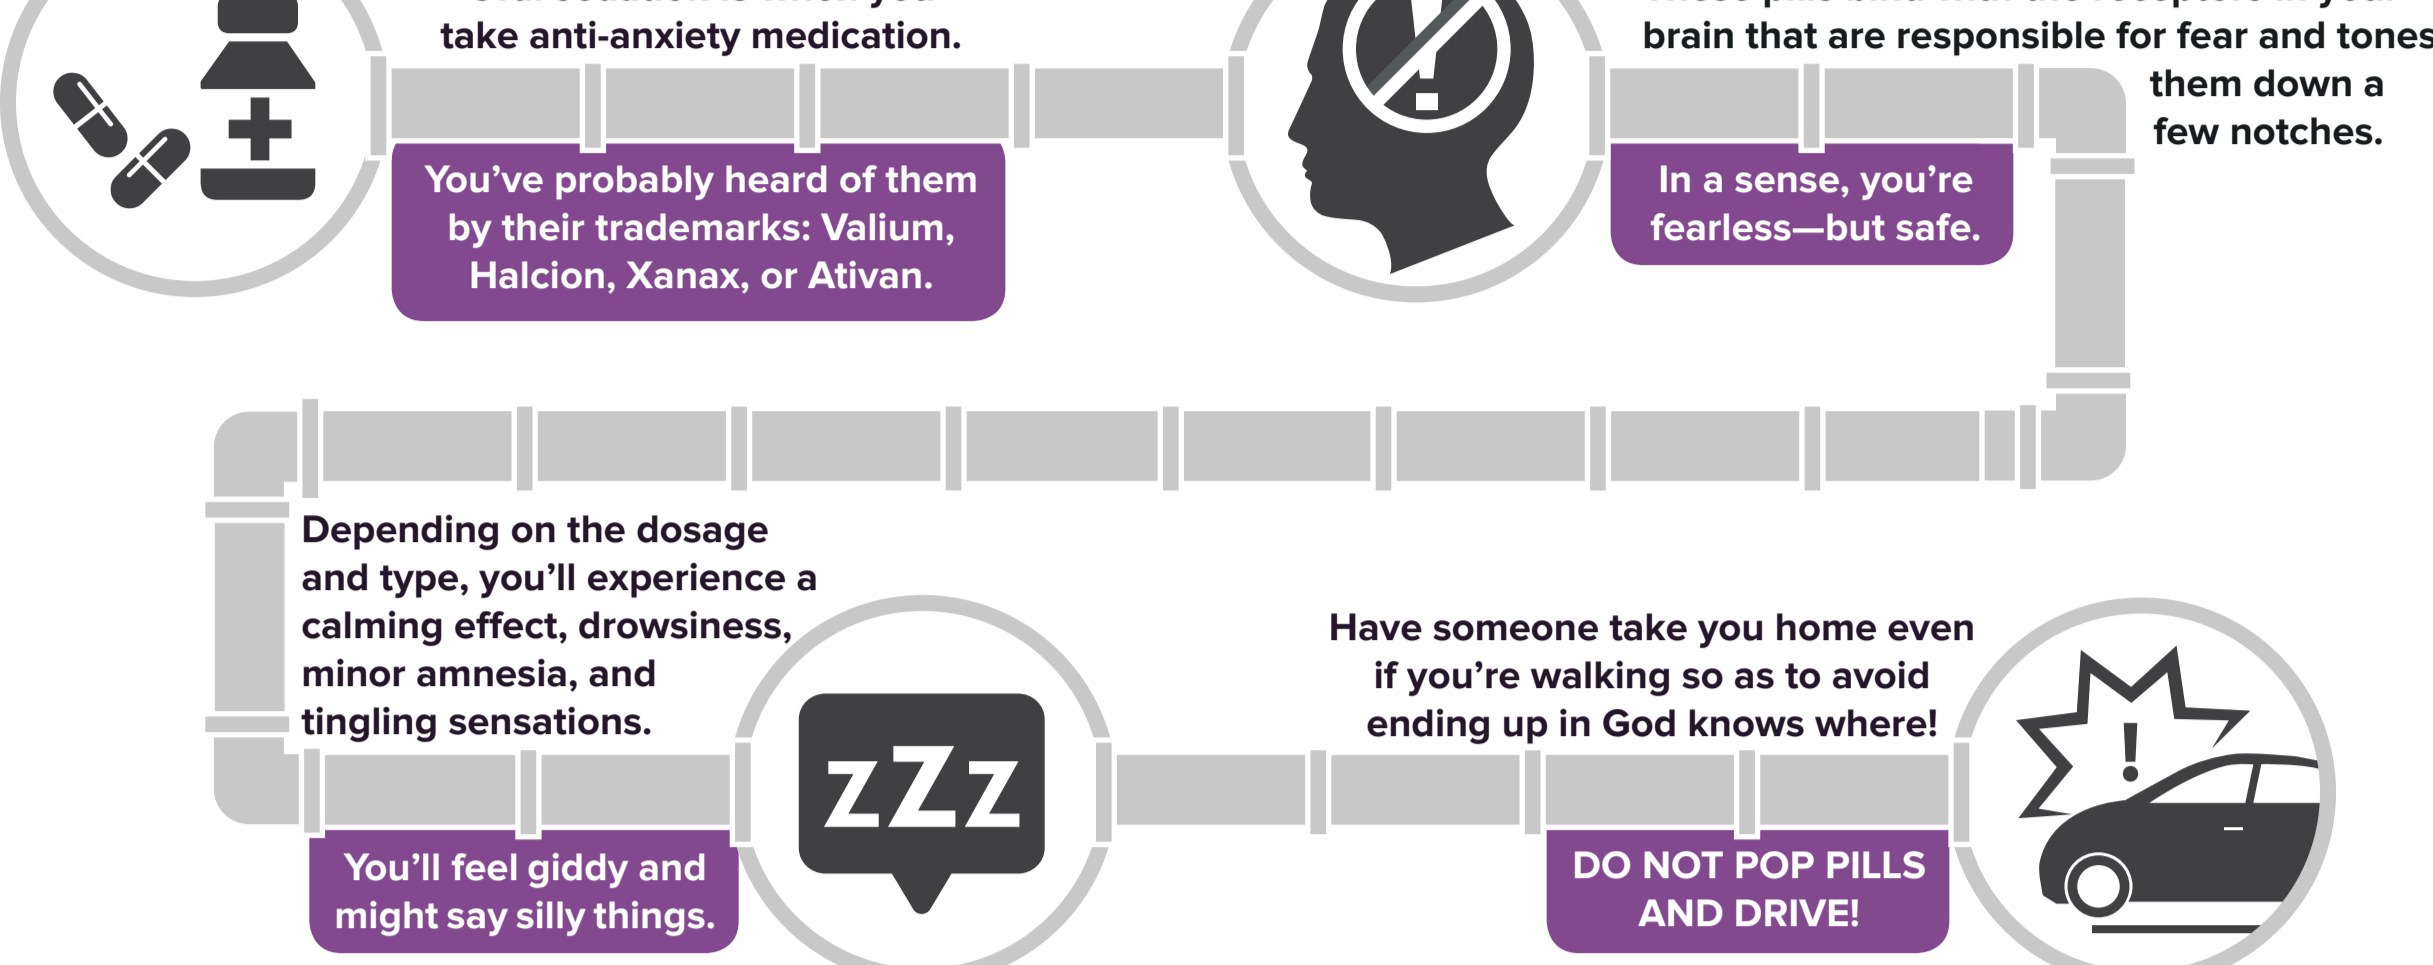 take anti-anxiety medication.
You’ve probably heard of them
by their trademarks: Valium,
Halcion, Xanax, or Ativan.
brain that are responsible for fear and tones
them down a
few notches.
In a sense, you’re
fearless—but safe.
Depending on the dosage
and type, you’ll experience a
calming effect, drowsiness,
minor amnesia, and
tingling sensations.
You’ll feel giddy and
might say silly things.
zZz
Have someone take you home even
if you’re walking so as to avoid
ending up in God knows where!
!
DO NOT POP PILLS
AND DRIVE!